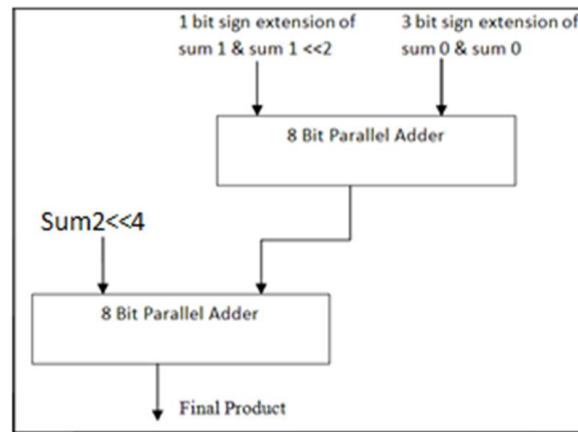 1 bit sign extension of
sum 1 & sum 1 <<2
3 bit sign extension of
sum 0 & sum 0
8 Bit Parallel Adder
Sum2<<4
8 Bit Parallel Adder
Final Product